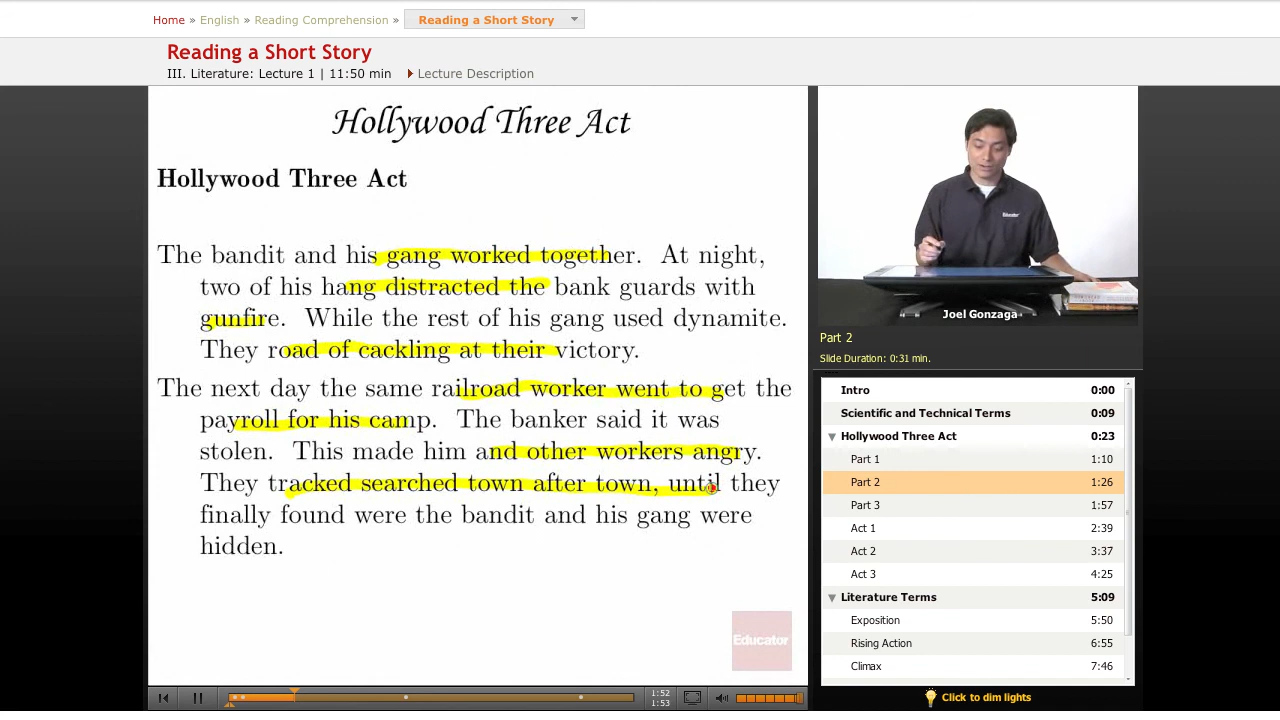 Home » English » Reading Comprehension » Reading a Short Story
Reading a Short Story
III. Literature: Lecture 1 | 11:50 min Lecture Description
Hollywood Three Act
Hollywood Three Act
The bandit and his gang worked together. At night,
two of his hang distracted the bank guards with
gunfire. While the rest of his gang used dynamite.
They road of cackling at their victory.
The next day the same railroad worker went to get the
payroll for his camp. The banker said it was
stolen. This made him and other workers angry.
They tracked searched town after town, until they
finally found were the bandit and his gang were
hidden.
Educator
1:52
1:53
Educator
Joel Gonzaga
Part 2
Slide Duration: 0:31 min.
Intro 0:00
Scientific and Technical Terms 0:09
Hollywood Three Act 0:23
Part 1 1:10
Part 2 1:26
Part 3 1:57
Act 1 2:39
Act 2 3:37
Act 3 4:25
Literature Terms 5:09
Exposition 5:50
Rising Action 6:55
Climax 7:46
Click to dim lights